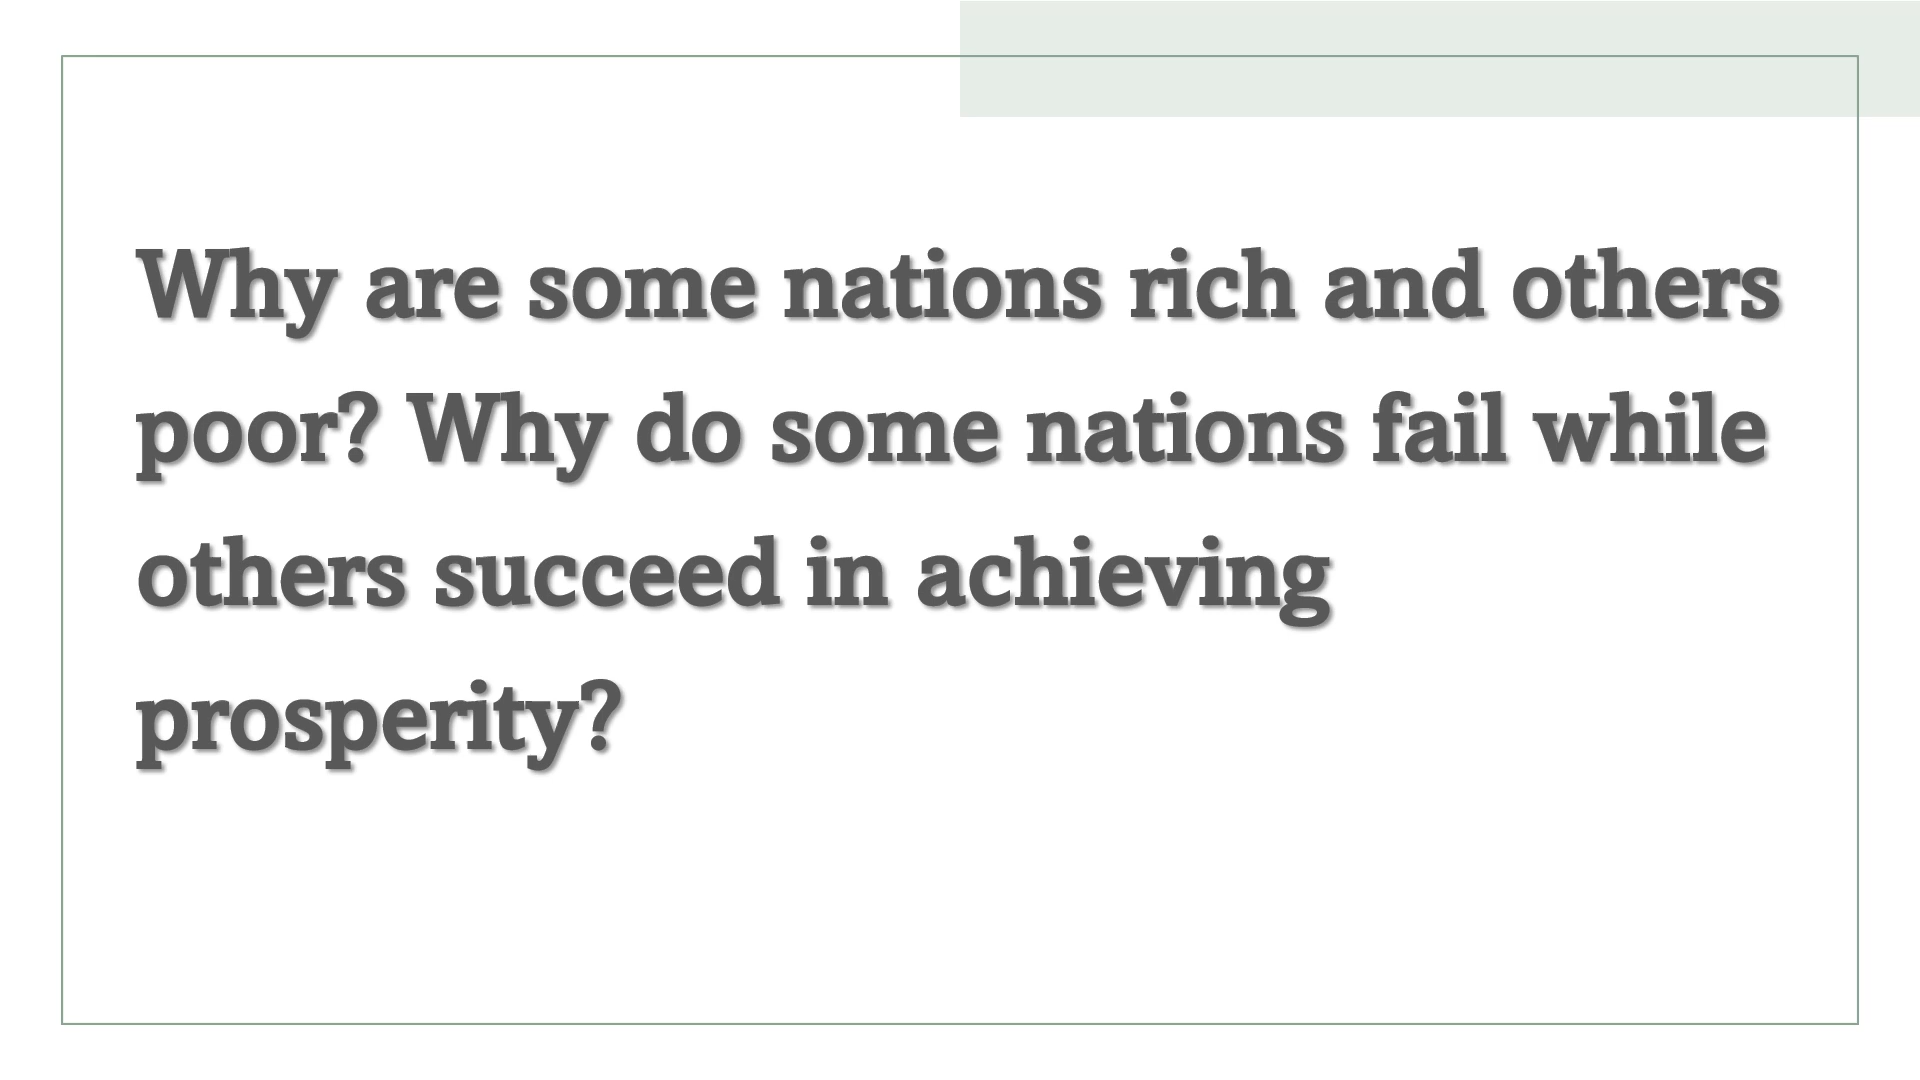 Why are some nations rich and others
poor? Why do some nations fail while
others succeed in achieving
prosperity?